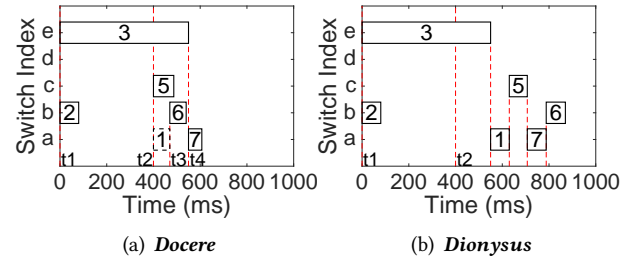 Switch Index
e
d
c
b
a
3
5
2
6
1
7
t1
t2
t3
t4
0
200
400
600
800
1000
Time (ms)
(a) Docere
Switch Index
e
d
c
b
a
3
5
2
6
1
7
t1
t2
0
200
400
600
800
1000
Time (ms)
(b) Dionysus